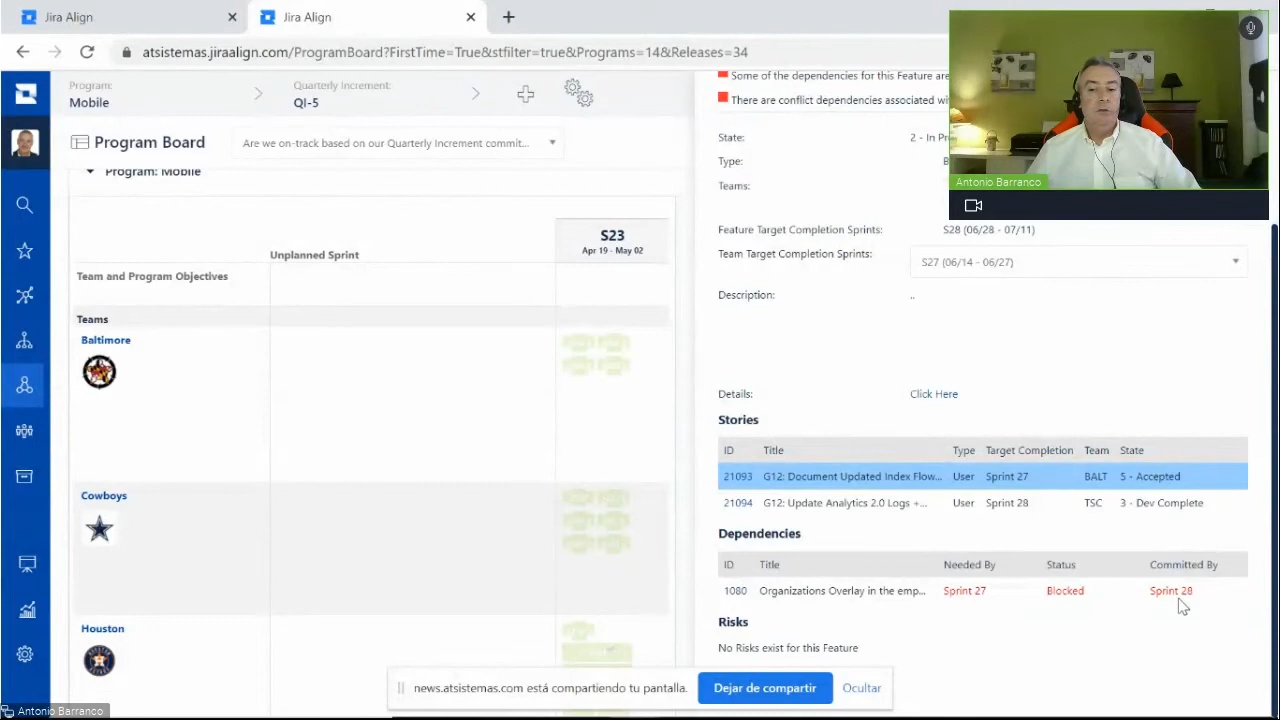 Jira Align
Jira Align
atsistemas.jiraalign.com/ProgramBoard?FirstTime=True&stfilter=true&Programs=14&Releases=34
Program:
Mobile
Quarterly Increment:
QI-5
Program Board
Are we on-track based on our Quarterly Increment commit...
Program: Mobile
S23
Apr 19 - May 02
Unplanned Sprint
Team and Program Objectives
Teams
Baltimore
Cowboys
Houston
Some of the dependencies for this Feature are
There are conflict dependencies associated wi
State:
2 - In Pr
Type:
Teams:
Feature Target Completion Sprints:
S28 (06/28 - 07/11)
Team Target Completion Sprints:
S27 (06/14 - 06/27)
Description:
..
Details:
Click Here
Stories
ID Title Type Target Completion Team State
21093 G12: Document Updated Index Flow... User Sprint 27 BALT 5 - Accepted
21094 G12: Update Analytics 2.0 Logs +... User Sprint 28 TSC 3 - Dev Complete
Dependencies
ID Title Needed By Status Committed By
1080 Organizations Overlay in the emp... Sprint 27 Blocked Sprint 28
Risks
No Risks exist for this Feature
news.atsistemas.com está compartiendo tu pantalla.
Dejar de compartir
Ocultar
Antonio Barranco
Antonio Barranco